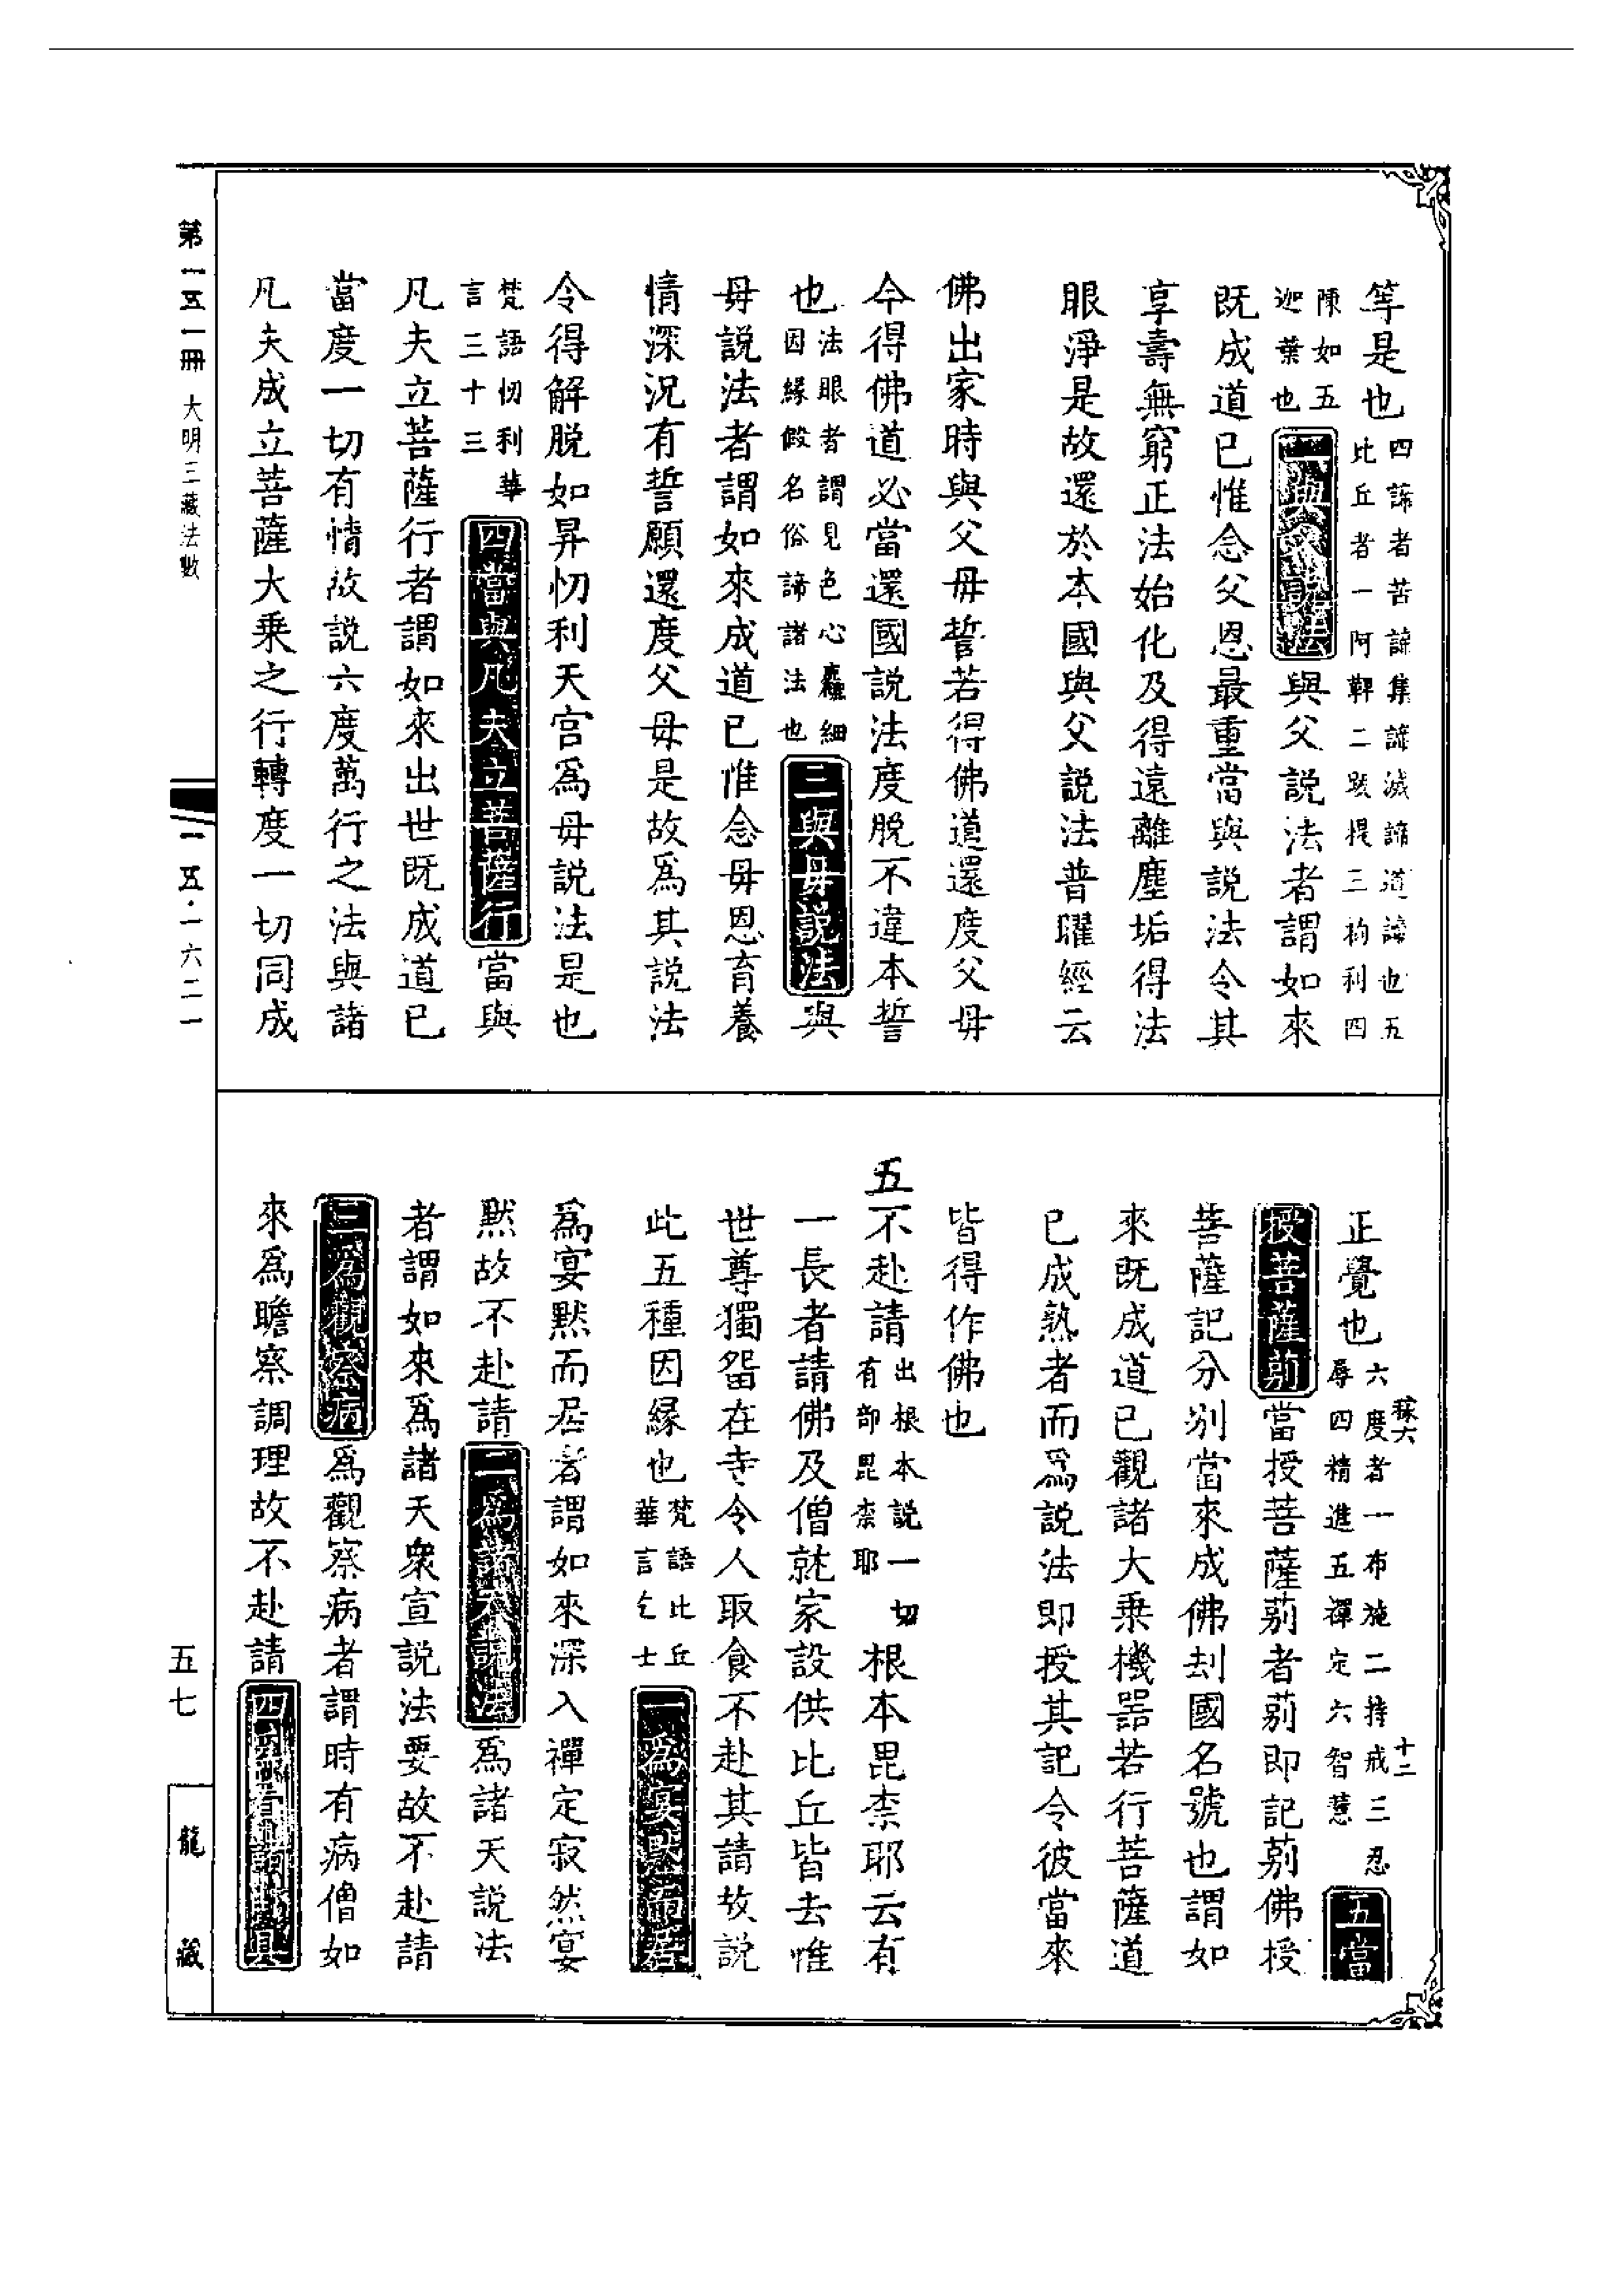 等是也四諦者苦諦集諦滅諦道諦也五比丘者一阿鞞二跋提三拘利四
陳如五迦葉也二與父說法與父說法者謂如來
既成道已惟念父恩最重當與說法令其
享壽無窮正法始化及得遠離塵垢得法
眼淨是故還於本國與父說法普曜經云
佛出家時與父母誓若得佛道還度父母
今得佛道必當還國說法度脫不違本誓
也法眼者謂見色心麤細因緣假名俗諦諸法也三與母說法與
母說法者謂如來成道已惟念母恩育養
情深況有誓願還度父母是故為其說法
令得解脫如昇忉利天宮為母說法是也
梵語忉利華言三十三四當與凡夫立菩薩行當與
凡夫立菩薩行者謂如來出世既成道已
當度一切有情故說六度萬行之法與諸
凡夫成立菩薩大乘之行轉度一切同成
正覺也六度者一布施二持戒三忍辱四精進五禪定六智慧五當
授菩薩莂當授菩薩莂者莂即記莂佛授
菩薩記分別當來成佛刦國名號也謂如
來既成道已觀諸大乘機器若行菩薩道
已成熟者而為說法即授其記令彼當來
皆得作佛也
五不赴請出根本說一切有部毘柰耶根本毘柰耶云有
一長者請佛及僧就家設供比丘皆去惟
世尊獨留在寺令人取食不赴其請故說
此五種因緣也梵語比丘華言乞士一為宴默而居
為宴默而居者謂如來深入禪定寂然宴
默故不赴請二為諸天說法為諸天說法
者謂如來為諸天眾宣說法要故不赴請
三為觀察病為觀察病者謂時有病僧如
來為瞻察調理故不赴請
稼六
十二
第一五一冊 大明三藏法數
一五·一六二一
五七
龍藏